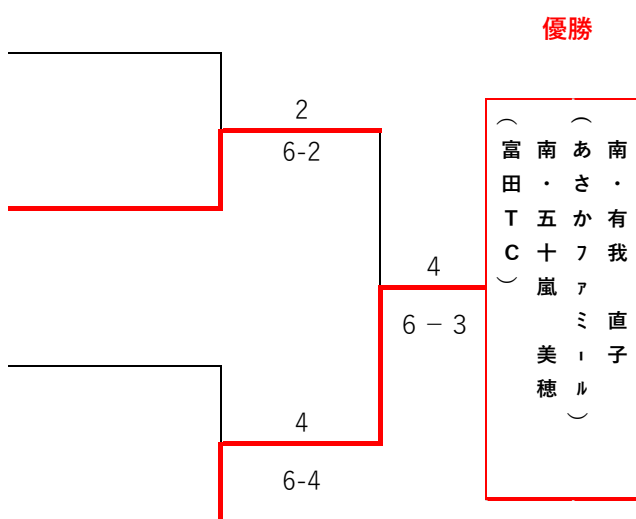 優勝
2
6-2
4
6-4
4
6 − 3
南・有我　直子
（あさかファミール）
南・五十嵐　美穂
（富田TC）